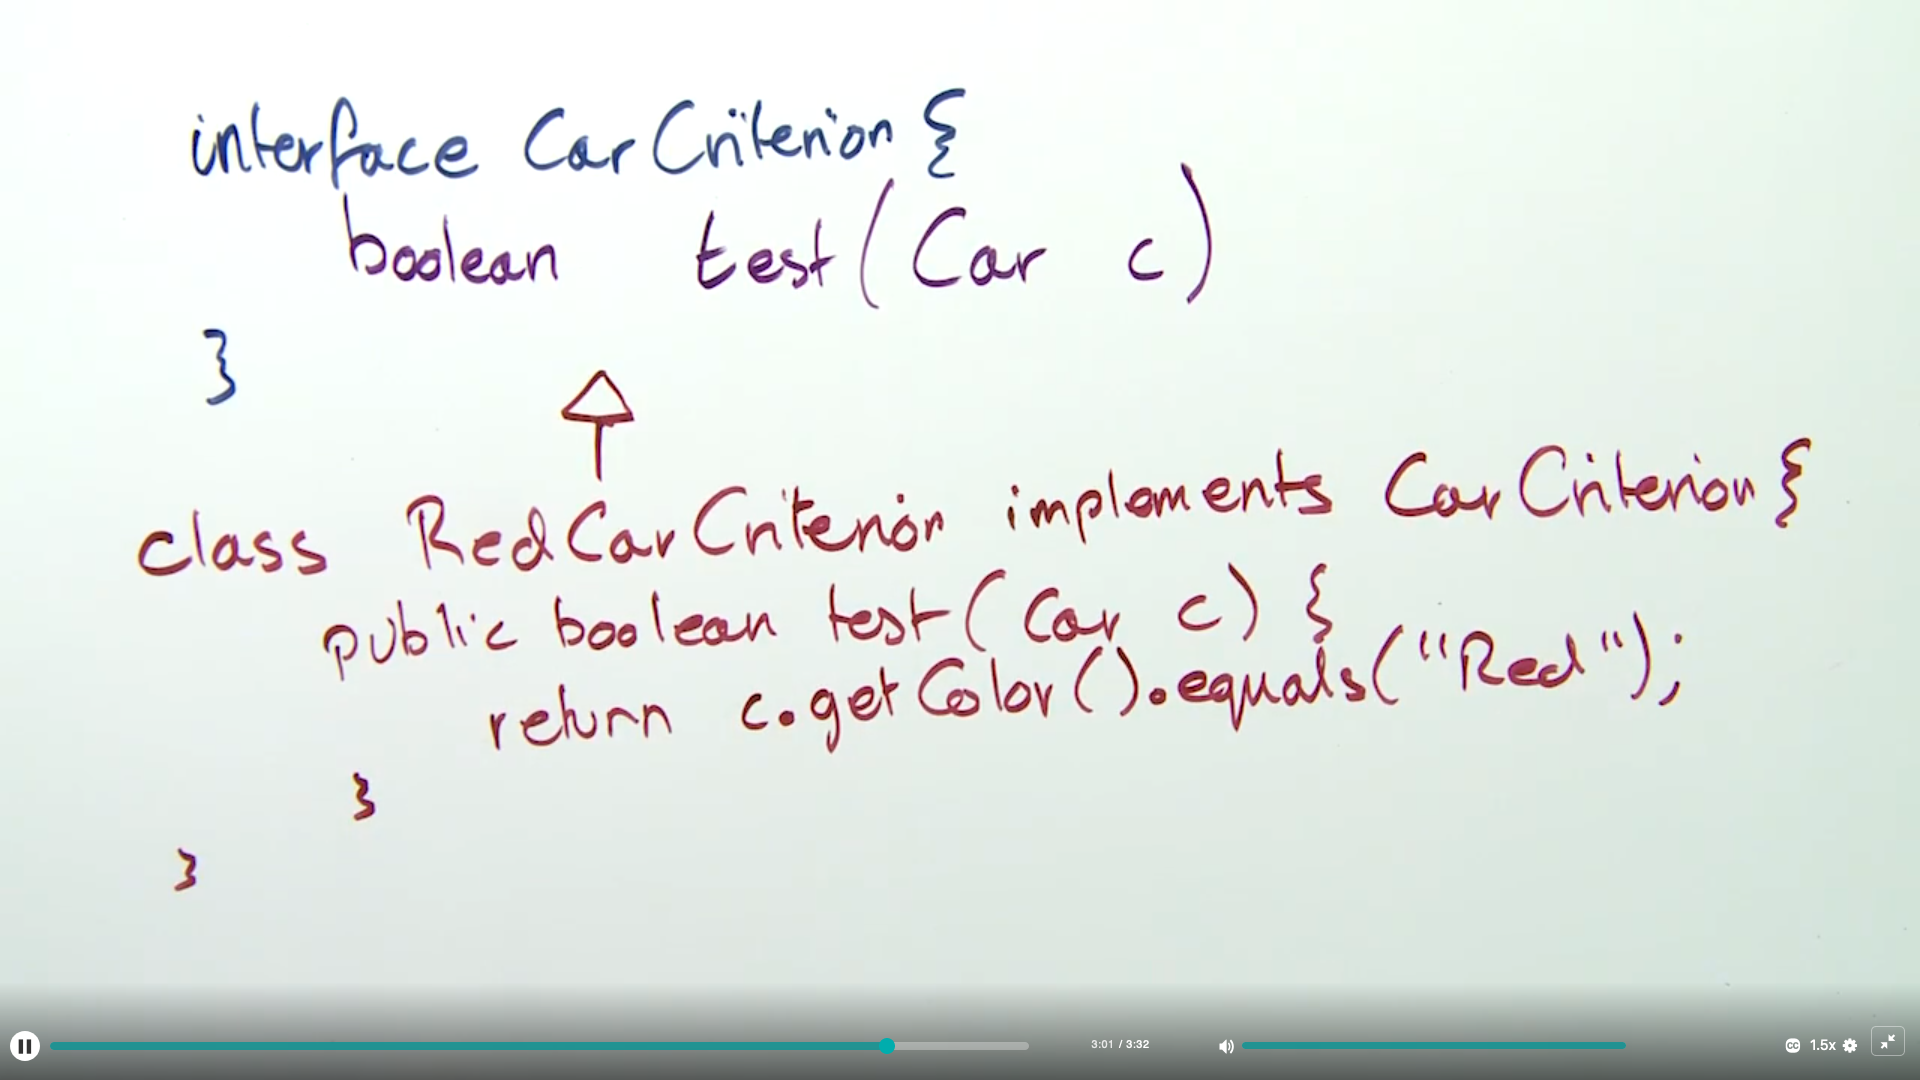 interface CarCriterion {
boolean test(Car c)
}
class RedCarCriterion implements CarCriterion {
public boolean test(Car c) {
return c.getColor().equals("Red");
}
}
3:01 / 3:32
CC
1.5x